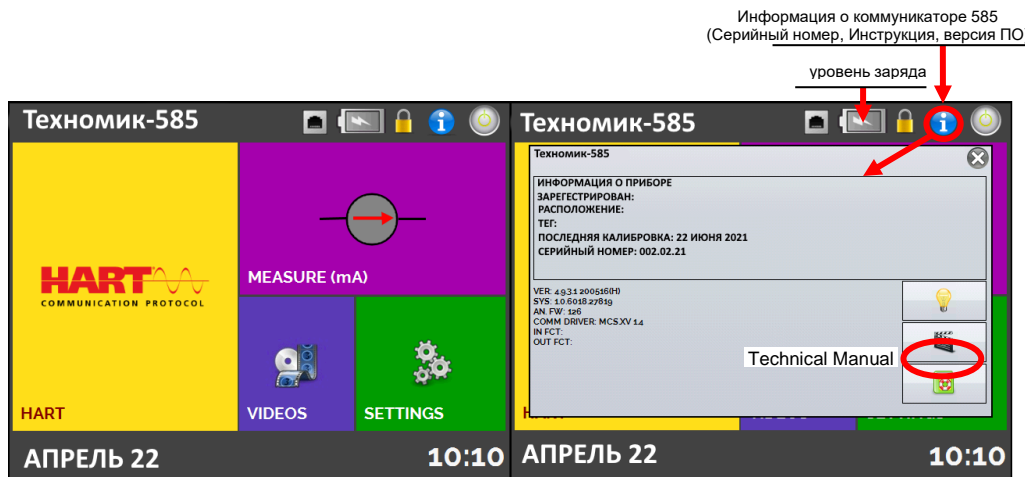 Информация о коммуникаторе 585
(Серийный номер, Инструкция, версия ПО)
уровень заряда
Техномик-585
HART
COMMUNICATION PROTOCOL
HART
MEASURE (mA)
VIDEOS
SETTINGS
АПРЕЛЬ 22
10:10
Техномик-585
Техномик-585
ИНФОРМАЦИЯ О ПРИБОРЕ
ЗАРЕГЕСТРИРОВАН:
РАСПОЛОЖЕНИЕ:
ТЕГ:
ПОСЛЕДНЯЯ КАЛИБРОВКА: 22 ИЮНЯ 2021
СЕРИЙНЫЙ НОМЕР: 002.02.21
VER: 4.9.3.1 200516(H)
SYS: 1.0.6018.27819
AN. FW: 126
COMM DRIVER: MCS.XV 1.4
IN FCT:
OUT FCT:
Technical Manual
АПРЕЛЬ 22
10:10